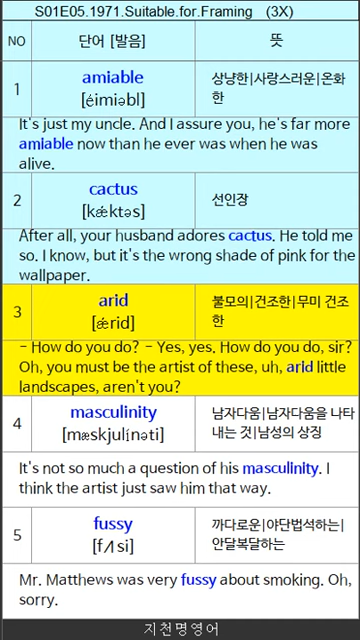 S01E05.1971.Suitable.for.Framing (3X)
NO 단어 [발음] 뜻
1 amiable 상냥한|사랑스러운|온화
[éimiəbl] 한
It's just my uncle. And I assure you, he's far more
amiable now than he ever was when he was
alive.
2 cactus 선인장
[kǽktəs]
After all, your husband adores cactus. He told me
so. I know, but it's the wrong shade of pink for the
wallpaper.
3 arid 불모의|건조한|무미 건조
[ǽrid] 한
- How do you do? - Yes, yes. How do you do, sir?
Oh, you must be the artist of these, uh, arid little
landscapes, aren't you?
4 masculinity 남자다움|남자다움을 나타
[mæskjulínəti] 내는 것|남성의 상징
It's not so much a question of his masculinity. I
think the artist just saw him that way.
5 fussy 까다로운|야단법석하는|
[fʌ́si] 안달복달하는
Mr. Matthews was very fussy about smoking. Oh,
sorry.
지천명영어